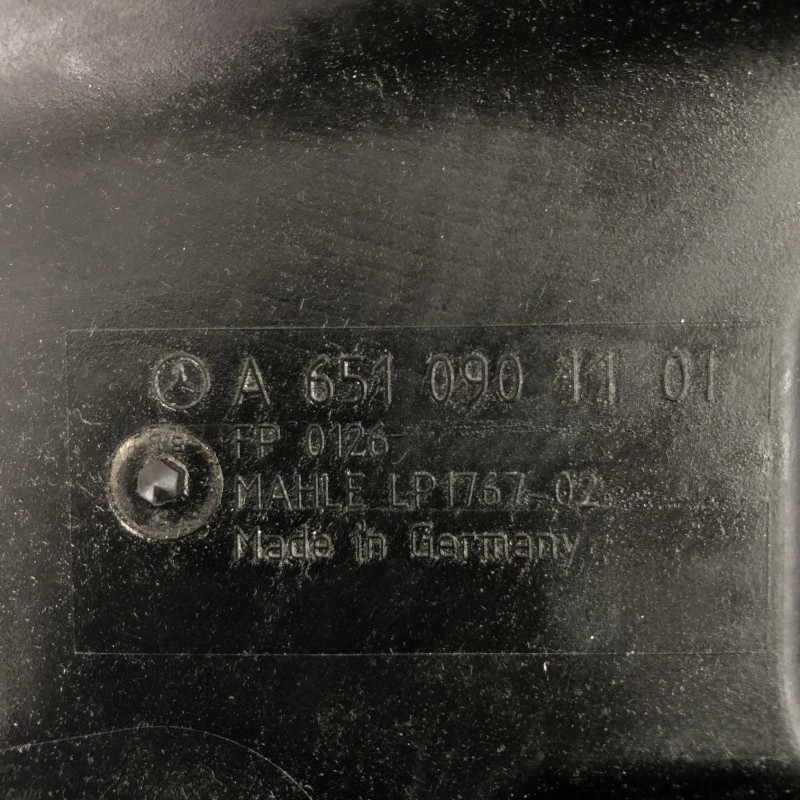 A 651 090 11 01
FP 0126
MAHLE LP1767-02
Made in Germany